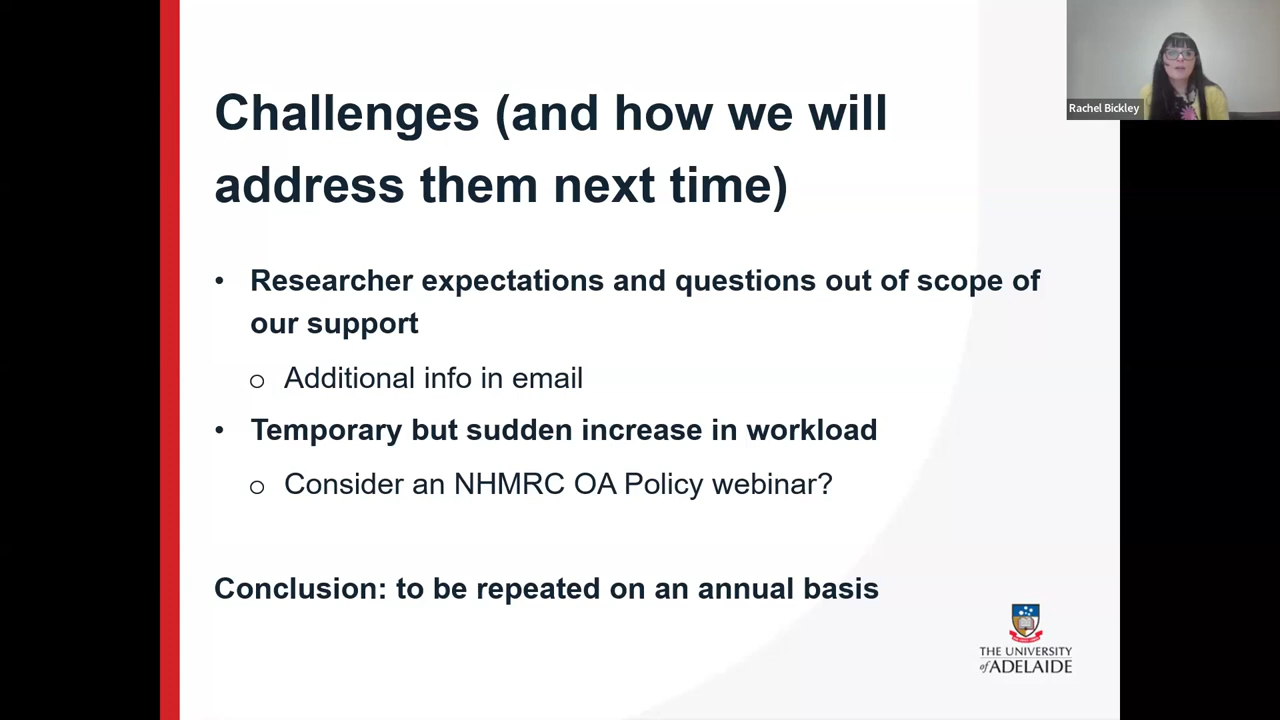 Challenges (and how we will
address them next time)
• Researcher expectations and questions out of scope of
our support
o Additional info in email
• Temporary but sudden increase in workload
o Consider an NHMRC OA Policy webinar?
Conclusion: to be repeated on an annual basis
THE UNIVERSITY
of ADELAIDE
Rachel Bickley